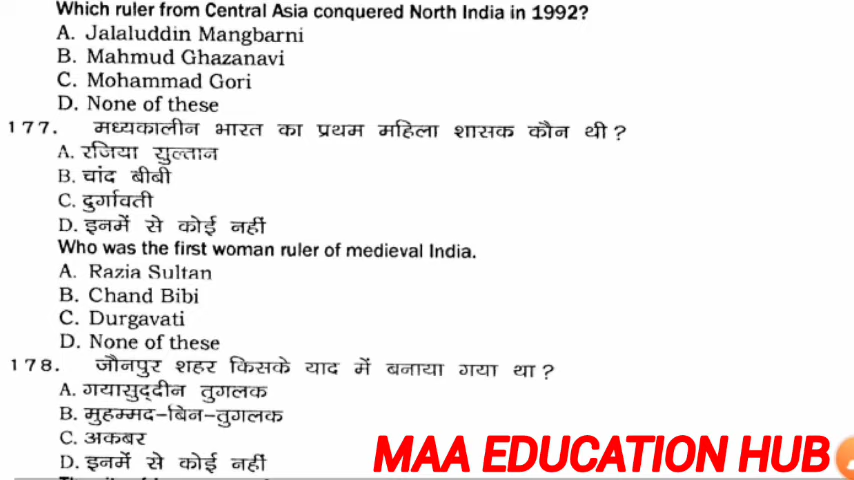 Which ruler from Central Asia conquered North India in 1992?
A. Jalaluddin Mangbarni
B. Mahmud Ghazanavi
C. Mohammad Gori
D. None of these
177. मध्यकालीन भारत का प्रथम महिला शासक कौन थी ?
A. रजिया सुल्तान
B. चांद बीबी
C. दुर्गावती
D. इनमें से कोई नहीं
Who was the first woman ruler of medieval India.
A. Razia Sultan
B. Chand Bibi
C. Durgavati
D. None of these
178. जौनपुर शहर किसके याद में बनाया गया था ?
A. गयासुद्दीन तुगलक
B. मुहम्मद-बिन-तुगलक
C. अकबर
D. इनमें से कोई नहीं
MAA EDUCATION HUB